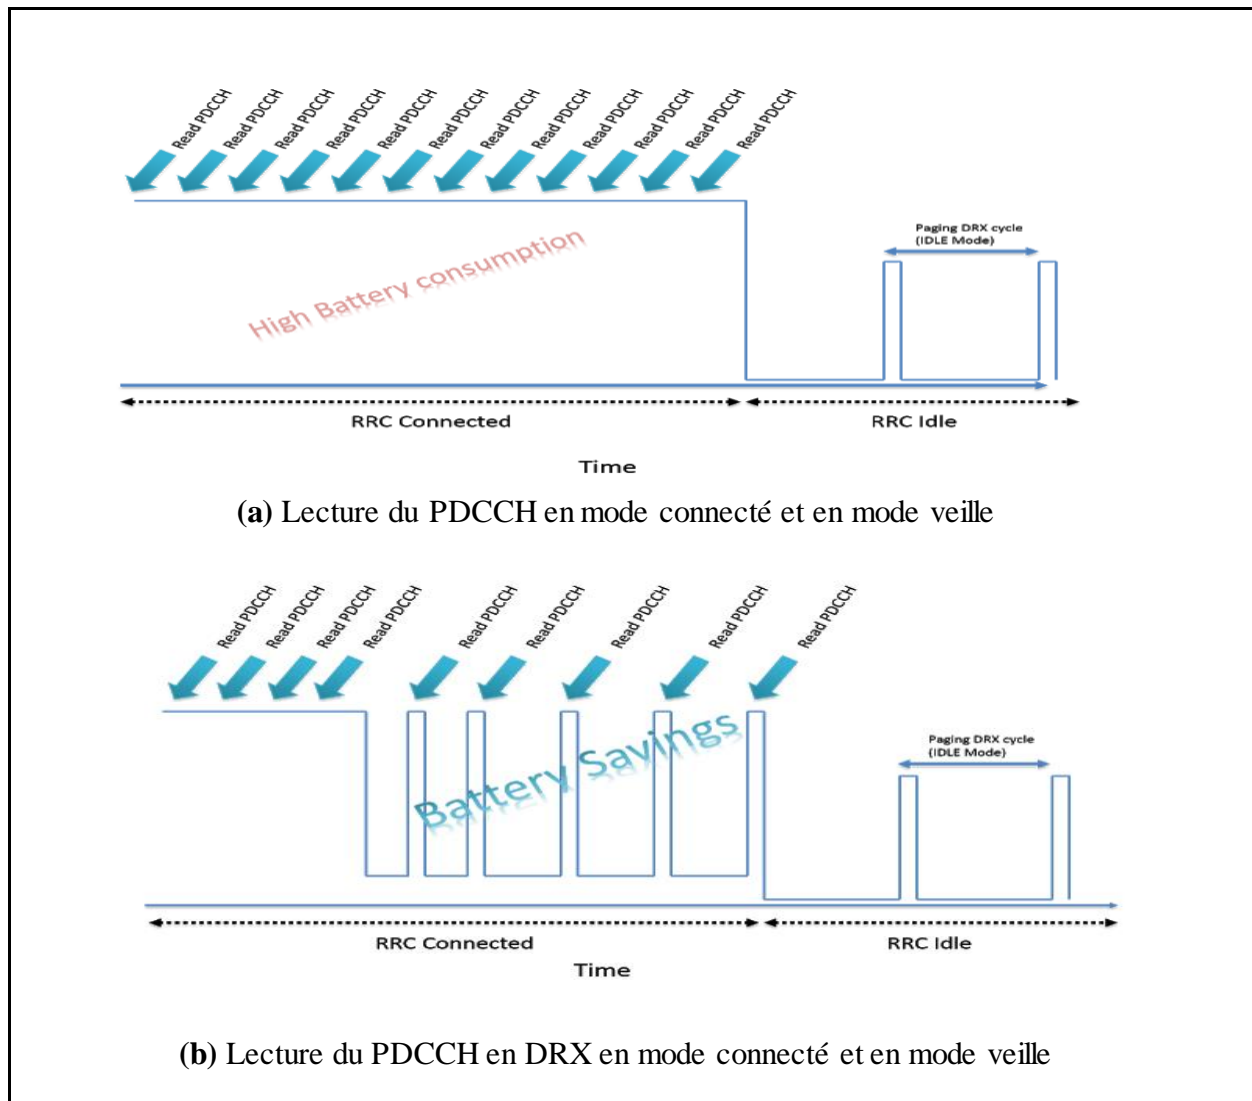 Read PDCCH
Read PDCCH
Read PDCCH
Read PDCCH
Read PDCCH
Read PDCCH
Read PDCCH
Read PDCCH
Read PDCCH
Read PDCCH
Read PDCCH
Read PDCCH
Paging DRX cycle
(IDLE Mode)
High Battery consumption
RRC Connected
RRC Idle
Time
(a) Lecture du PDCCH en mode connecté et en mode veille
Read PDCCH
Read PDCCH
Read PDCCH
Read PDCCH
Read PDCCH
Read PDCCH
Read PDCCH
Read PDCCH
Read PDCCH
Paging DRX cycle
(IDLE Mode)
Battery Savings
RRC Connected
RRC Idle
Time
(b) Lecture du PDCCH en DRX en mode connecté et en mode veille